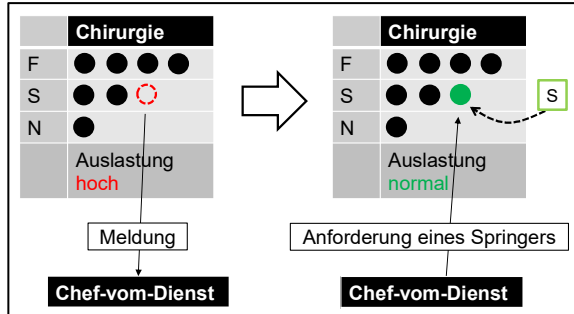 Chirurgie
F
S
N
Auslastung
hoch
Meldung
Chef-vom-Dienst
Chirurgie
F
S
N
Auslastung
normal
S
Anforderung eines Springers
Chef-vom-Dienst